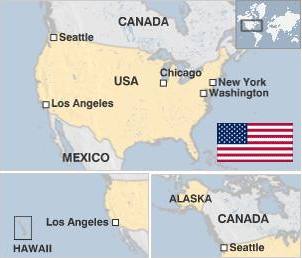 CANADA
Seattle
USA
Chicago
New York
Washington
Los Angeles
MEXICO
Los Angeles
HAWAII
ALASKA
CANADA
Seattle